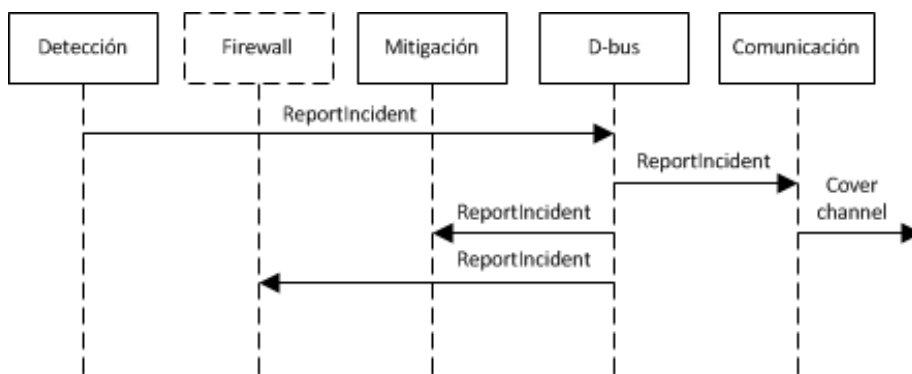 Detección
Firewall
Mitigación
D-bus
Comunicación
ReportIncident
ReportIncident
Cover
channel
ReportIncident
ReportIncident